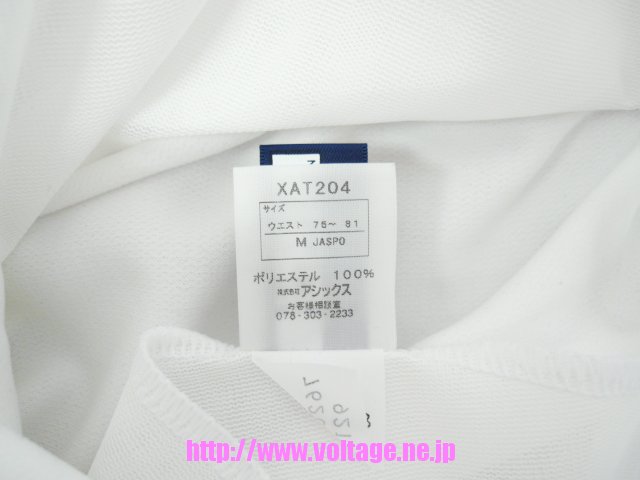 XAT204
サイズ
ウエスト 76～ 81
M JASPO
ポリエステル 100%
株式会社アシックス
お客様相談室
078-303-2233
http://www.voltage.ne.jp